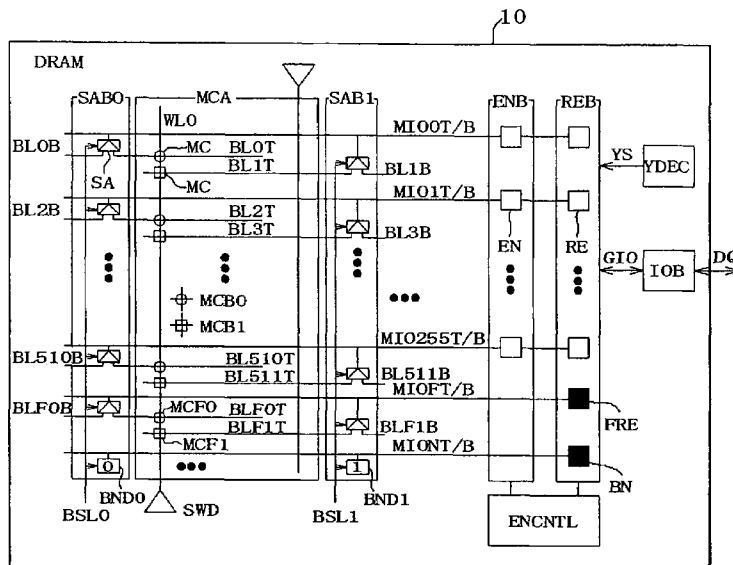 10
DRAM
SAB0 MCA SAB1 ENB REB
WL0
MIO0T/B
BL0B MC BL0T
BL1T BL1B YS YDEC
SA MC
MIO1T/B
BL2B BL2T
BL3T BL3B EN RE
GIO IOB DQ
MCB0
MCB1
MIO255T/B
BL510B BL510T
BL511T BL511B
MIOFT/B
BLF0B MCF0 BLF0T
BLF1T BLF1B FRE
MCF1 MIONT/B
0 1
BND0 SWD BND1 BN
BSL0 BSL1 ENCNTL